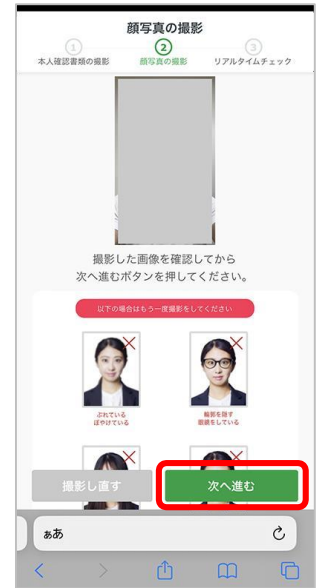 顔写真の撮影
1 2 3
本人確認書類の撮影 顔写真の撮影 リアルタイムチェック
撮影した画像を確認してから
次へ進むボタンを押してください。
以下の場合はもう一度撮影をしてください
ぶれている 輪郭を隠す
ぼやけている 眼鏡をしている
撮影し直す 次へ進む
ぁあ